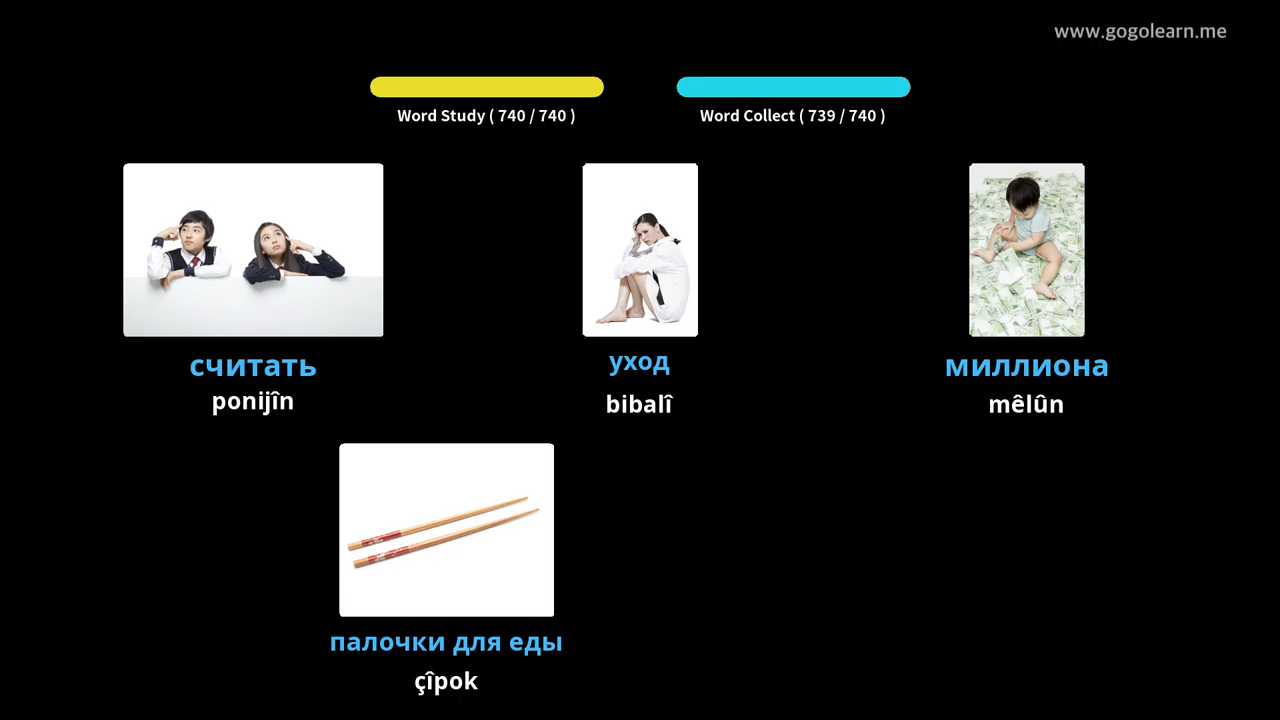 www.gogolearn.me
Word Study ( 740 / 740 )
Word Collect ( 739 / 740 )
считать
ponijîn
уход
bibalî
миллиона
mêlûn
палочки для еды
çîpok